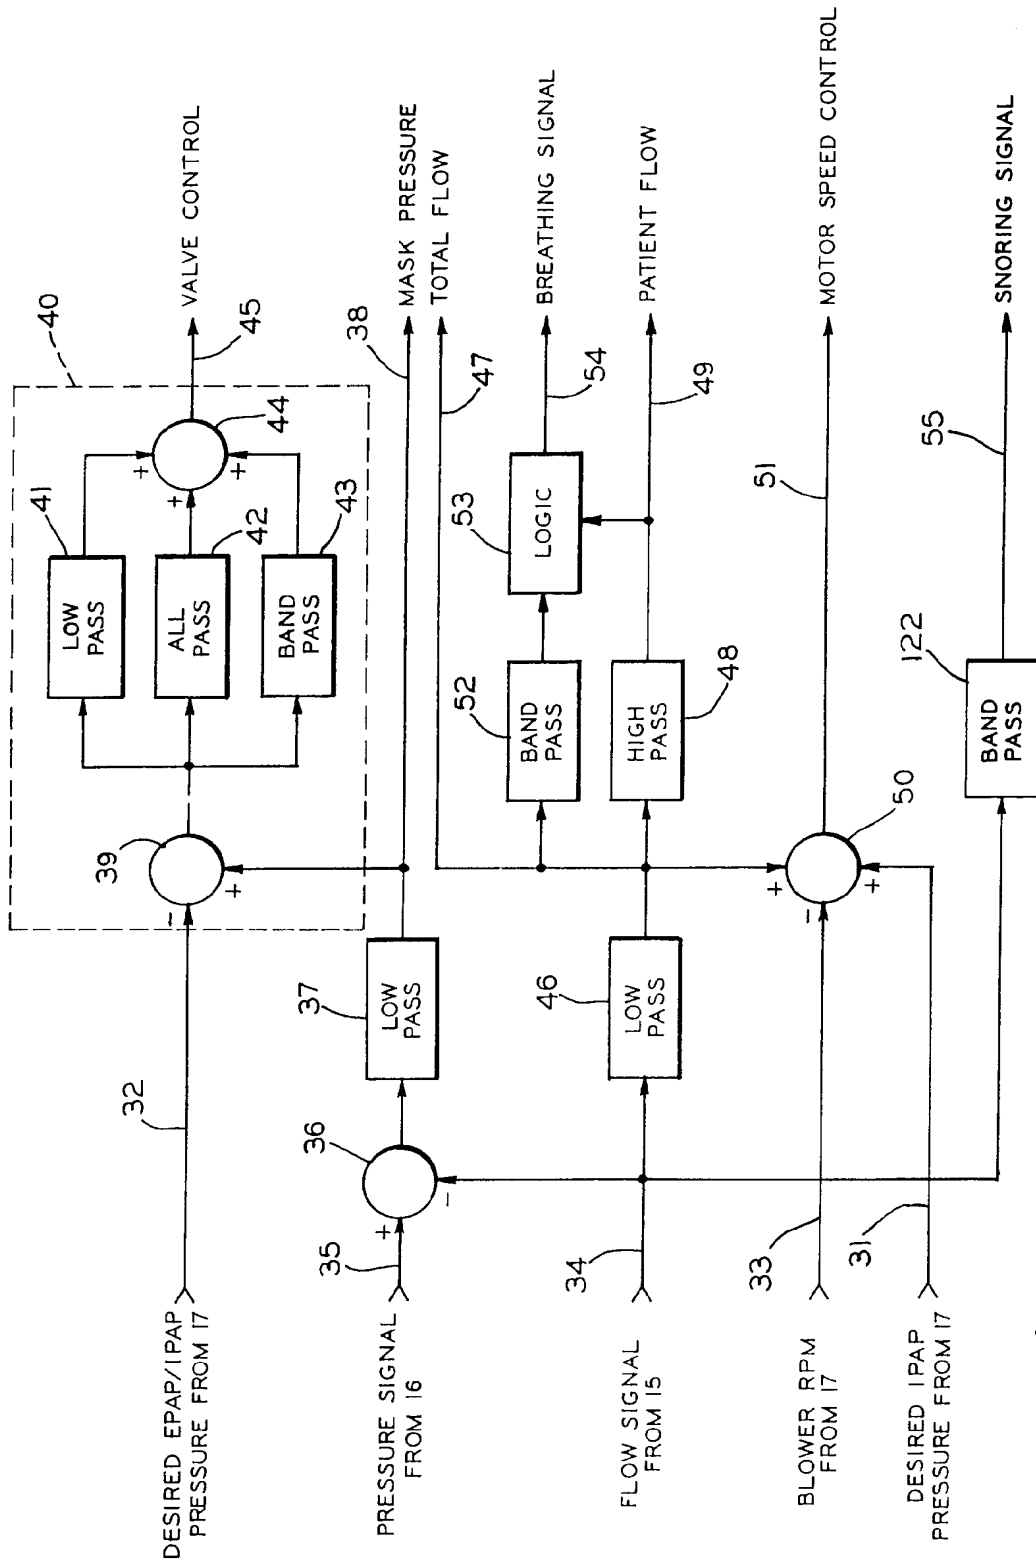 DESIRED EPAP/IPAP
PRESSURE FROM 17
32
39
-
+
40
LOW
PASS
41
ALL
PASS
42
BAND
PASS
43
+
+
+
44
45
VALVE CONTROL
PRESSURE SIGNAL
FROM 16
35
+
-
36
LOW
PASS
37
38
MASK PRESSURE
47
TOTAL FLOW
FLOW SIGNAL
FROM 15
34
LOW
PASS
46
BAND
PASS
52
LOGIC
53
54
BREATHING SIGNAL
HIGH
PASS
48
49
PATIENT FLOW
BLOWER RPM
FROM 17
33
DESIRED IPAP
PRESSURE FROM 17
31
+
-
+
50
51
MOTOR SPEED CONTROL
BAND
PASS
122
55
SNORING SIGNAL